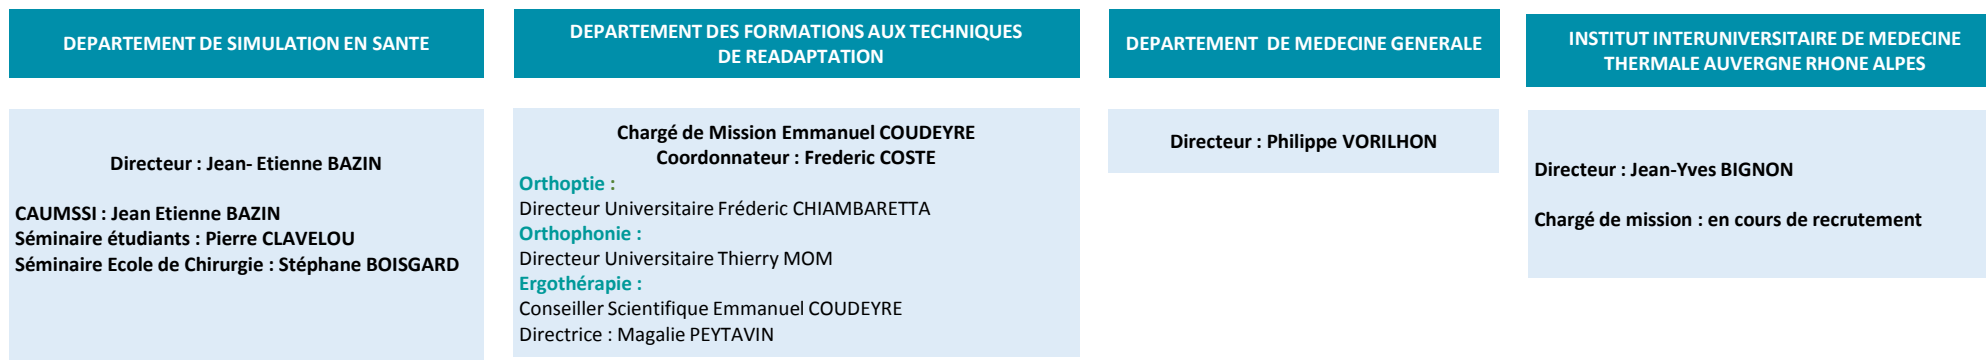 DEPARTEMENT DE SIMULATION EN SANTE
Directeur : Jean- Etienne BAZIN
CAUMSSI : Jean Etienne BAZIN
Séminaire étudiants : Pierre CLAVELOU
Séminaire Ecole de Chirurgie : Stéphane BOISGARD
DEPARTEMENT DES FORMATIONS AUX TECHNIQUES
DE READAPTATION
Chargé de Mission Emmanuel COUDEYRE
Coordonnateur : Frederic COSTE
Orthoptie :
Directeur Universitaire Fréderic CHIAMBARETTA
Orthophonie :
Directeur Universitaire Thierry MOM
Ergothérapie :
Conseiller Scientifique Emmanuel COUDEYRE
Directrice : Magalie PEYTAVIN
DEPARTEMENT DE MEDECINE GENERALE
Directeur : Philippe VORILHON
INSTITUT INTERUNIVERSITAIRE DE MEDECINE
THERMALE AUVERGNE RHONE ALPES
Directeur : Jean-Yves BIGNON
Chargé de mission : en cours de recrutement